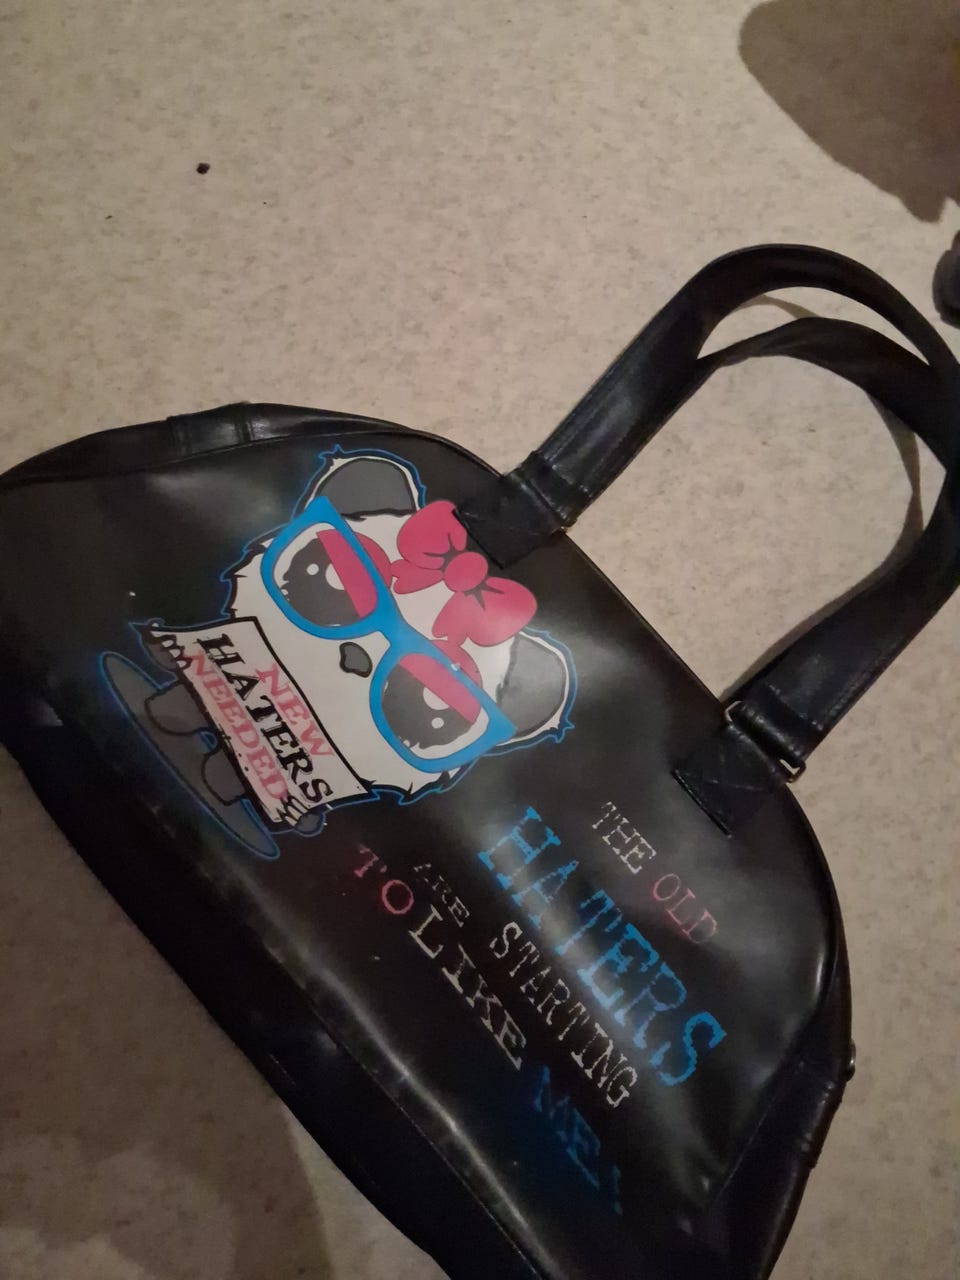 NEW
HATERS
NEEDED
THE OLD
HATERS
ARE STARTING
TO LIKE ME!